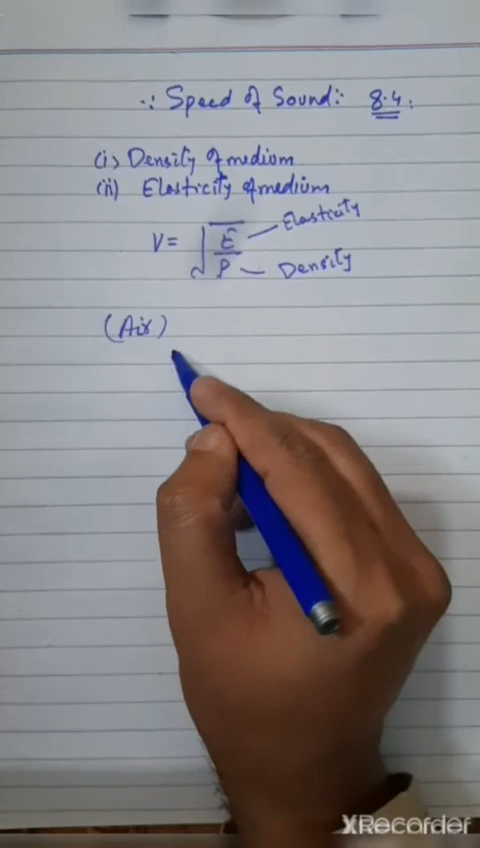 ∴ Speed of Sound:  8.4.
(i) Density of medium
(ii) Elasticity of medium
V = √E/ρ
Elasticity
Density
(Air)
XRecorder